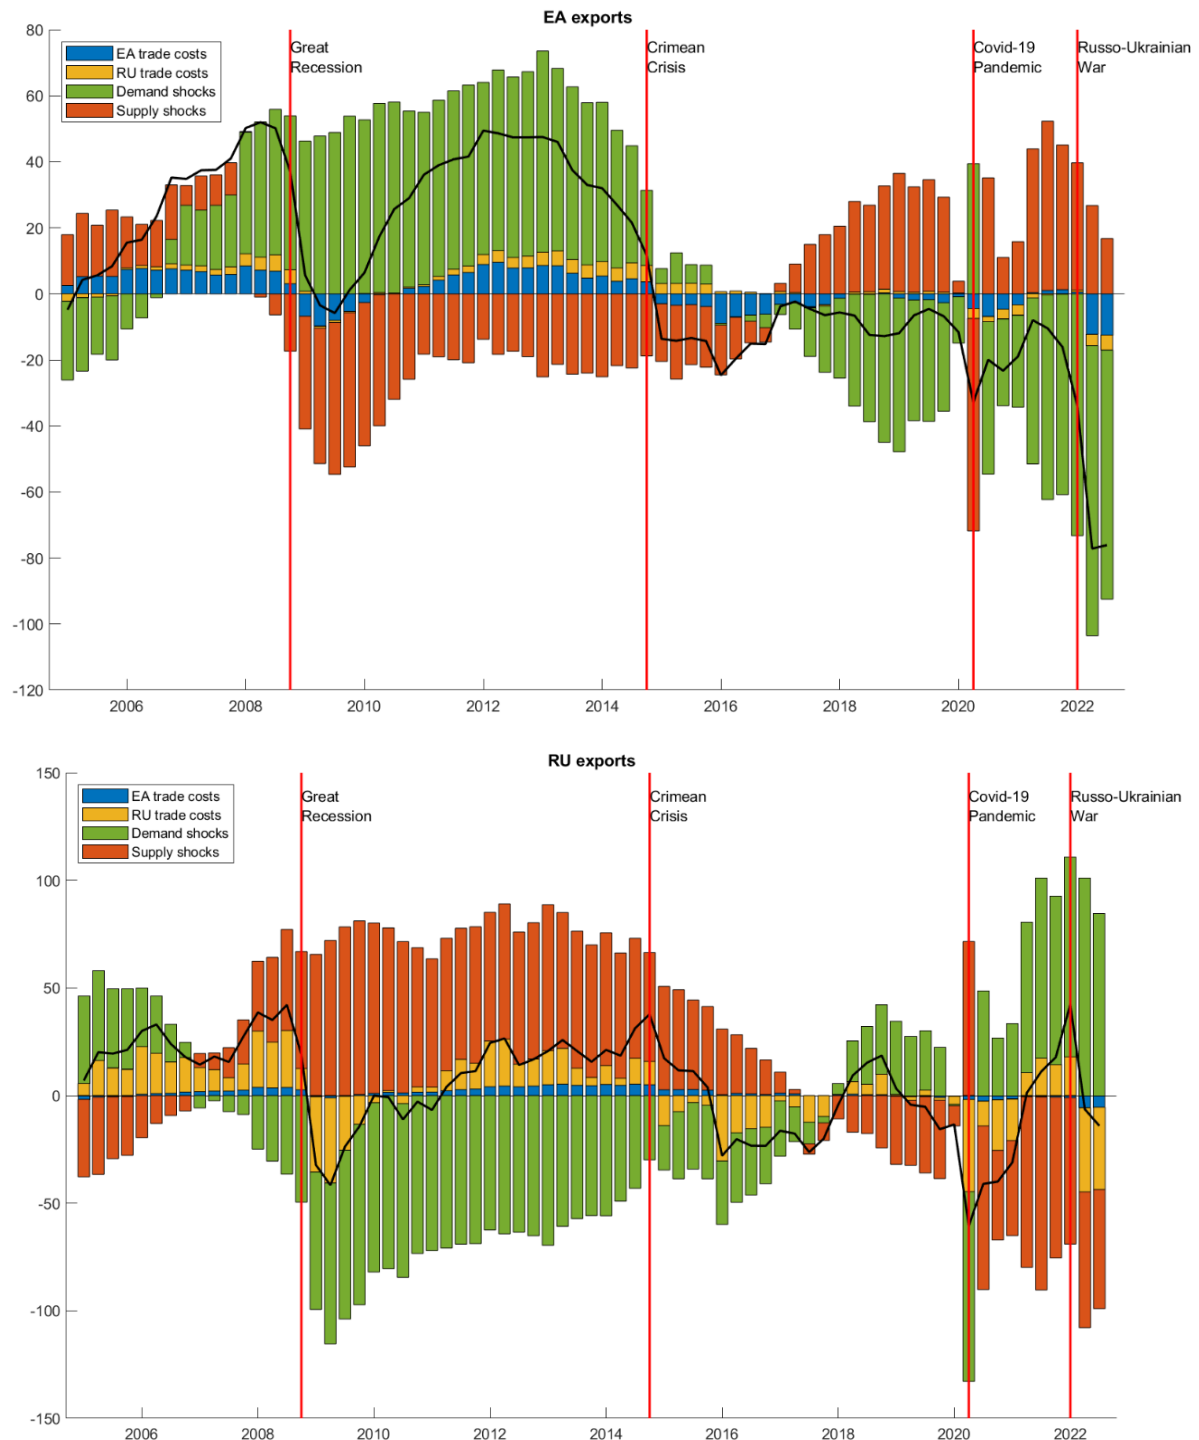 EA exports
80
60
40
20
0
-20
-40
-60
-80
-100
-120
EA trade costs
RU trade costs
Demand shocks
Supply shocks
Great
Recession
Crimean
Crisis
Covid-19
Pandemic
Russo-Ukrainian
War
2006 2008 2010 2012 2014 2016 2018 2020 2022
RU exports
150
100
50
0
-50
-100
-150
EA trade costs
RU trade costs
Demand shocks
Supply shocks
Great
Recession
Crimean
Crisis
Covid-19
Pandemic
Russo-Ukrainian
War
2006 2008 2010 2012 2014 2016 2018 2020 2022